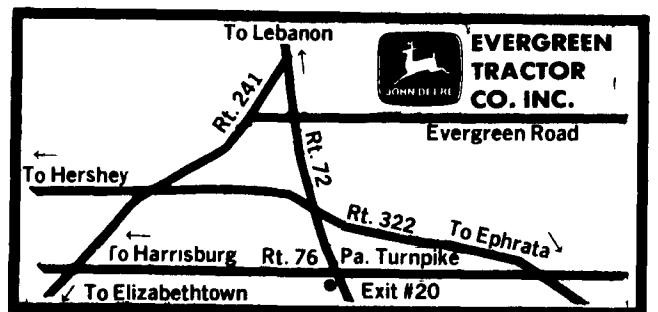 To Lebanon
EVERGREEN
TRACTOR
CO. INC.
JOHN DEERE
Rt. 241
Evergreen Road
Rt. 72
To Hershey
Rt. 322
To Ephrata
To Harrisburg
Rt. 76
Pa. Turnpike
To Elizabethtown
Exit #20